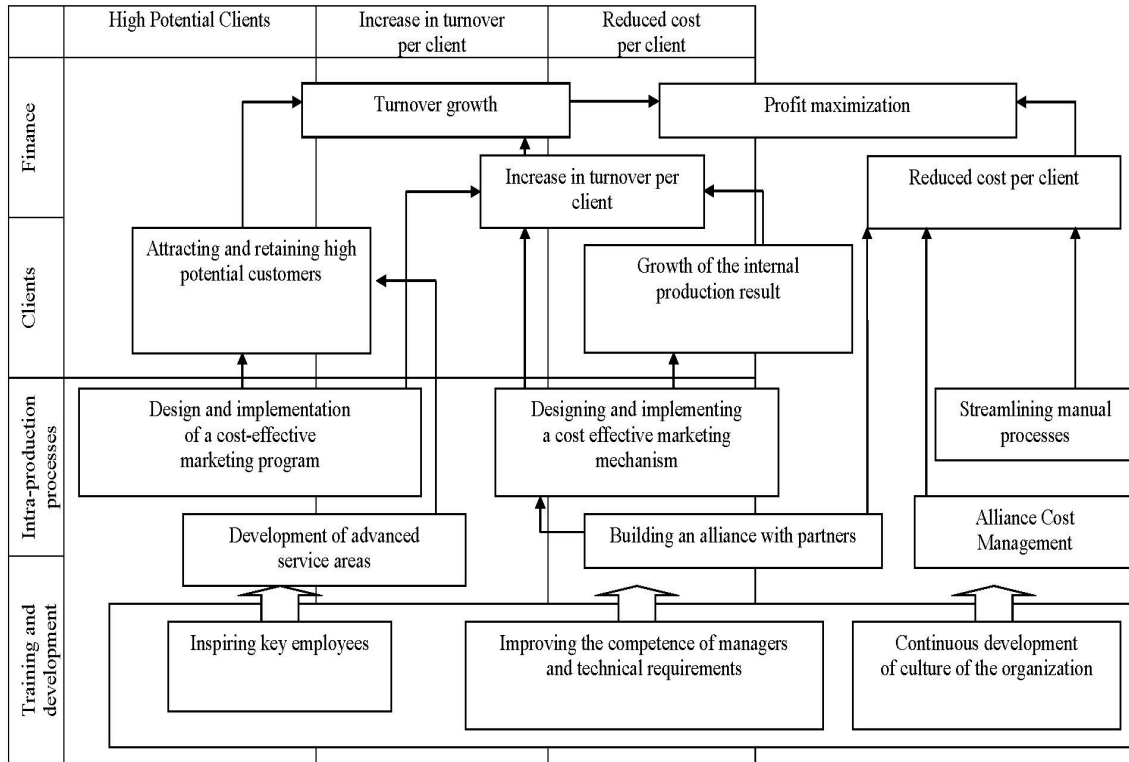 High Potential Clients
Increase in turnover
per client
Reduced cost
per client
Finance
Turnover growth
Profit maximization
Increase in turnover per
client
Reduced cost per client
Clients
Attracting and retaining high
potential customers
Growth of the internal
production result
Intra-production
processes
Design and implementation
of a cost-effective
marketing program
Designing and implementing
a cost effective marketing
mechanism
Streamlining manual
processes
Development of advanced
service areas
Building an alliance with partners
Alliance Cost
Management
Training and
development
Inspiring key employees
Improving the competence of managers
and technical requirements
Continuous development
of culture of the organization